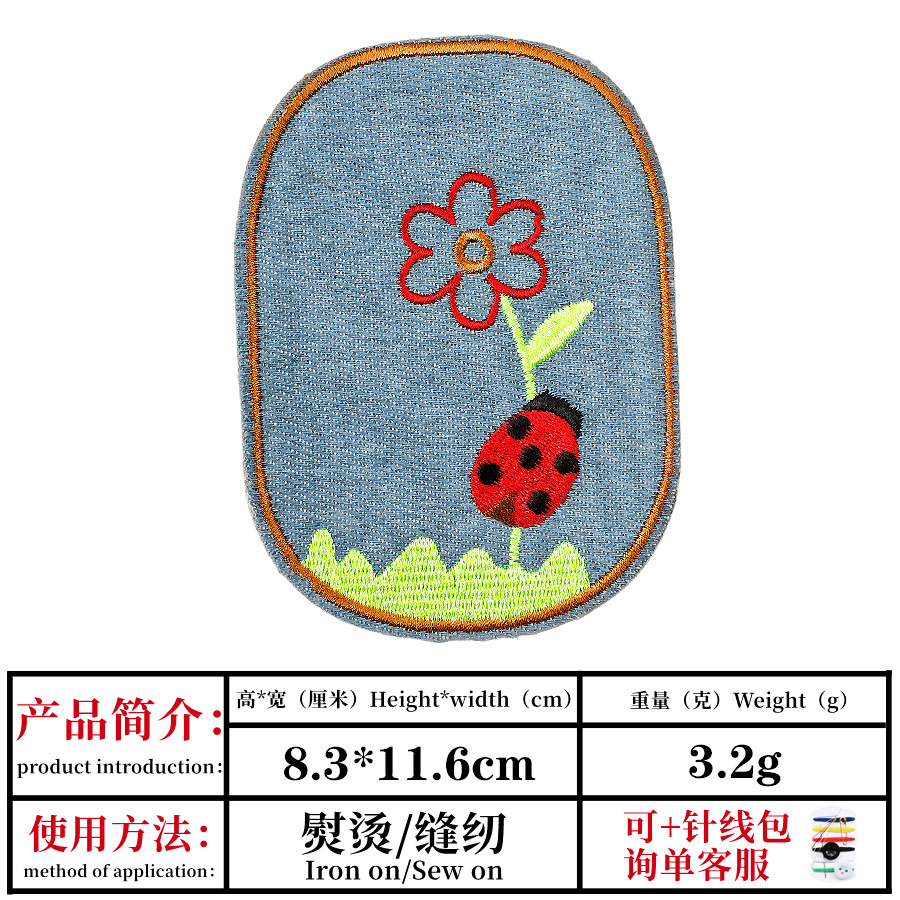 产品简介：
product introduction:
高*宽（厘米）Height*width（cm）
8.3*11.6cm
重量（克）Weight（g）
3.2g
使用方法：
method of application:
熨烫/缝纫
Iron on/Sew on
可+针线包
询单客服